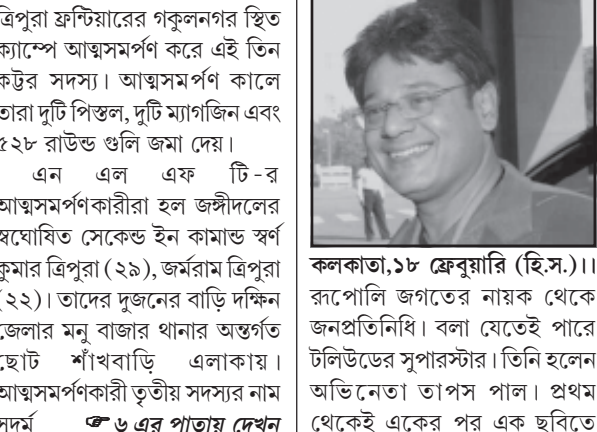 ত্রিপুরা ফ্রন্টিয়ারের গকুলনগর স্থিত
ক্যাম্পে আত্মসমর্পণ করে এই তিন
কট্টর সদস্য। আত্মসমর্পণ কালে
তারা দুটি পিস্তল, দুটি ম্যাগজিন এবং
৫২৮ রাউন্ড গুলি জমা দেয়।
এন এল এফ টি-র
আত্মসমর্পণকারীরা হল জঙ্গীদলের
স্বঘোষিত সেকেন্ড ইন কামান্ড স্বর্ণ
কুমার ত্রিপুরা (২৯), জর্মরাম ত্রিপুরা
(২২)। তাদের দুজনের বাড়ি দক্ষিন
জেলার মনু বাজার থানার অন্তর্গত
ছোট শাঁখবাড়ি এলাকায়।
আত্মসমর্পণকারী তৃতীয় সদস্যর নাম
সদর্ম ☞ ৬ এর পাতায় দেখুন
কলকাতা,১৮ ফেব্রুয়ারি (হি.স.)।।
রূপোলি জগতের নায়ক থেকে
জনপ্রতিনিধি। বলা যেতেই পারে
টলিউডের সুপারস্টার। তিনি হলেন
অভিনেতা তাপস পাল। প্রথম
থেকেই একের পর এক ছবিতে